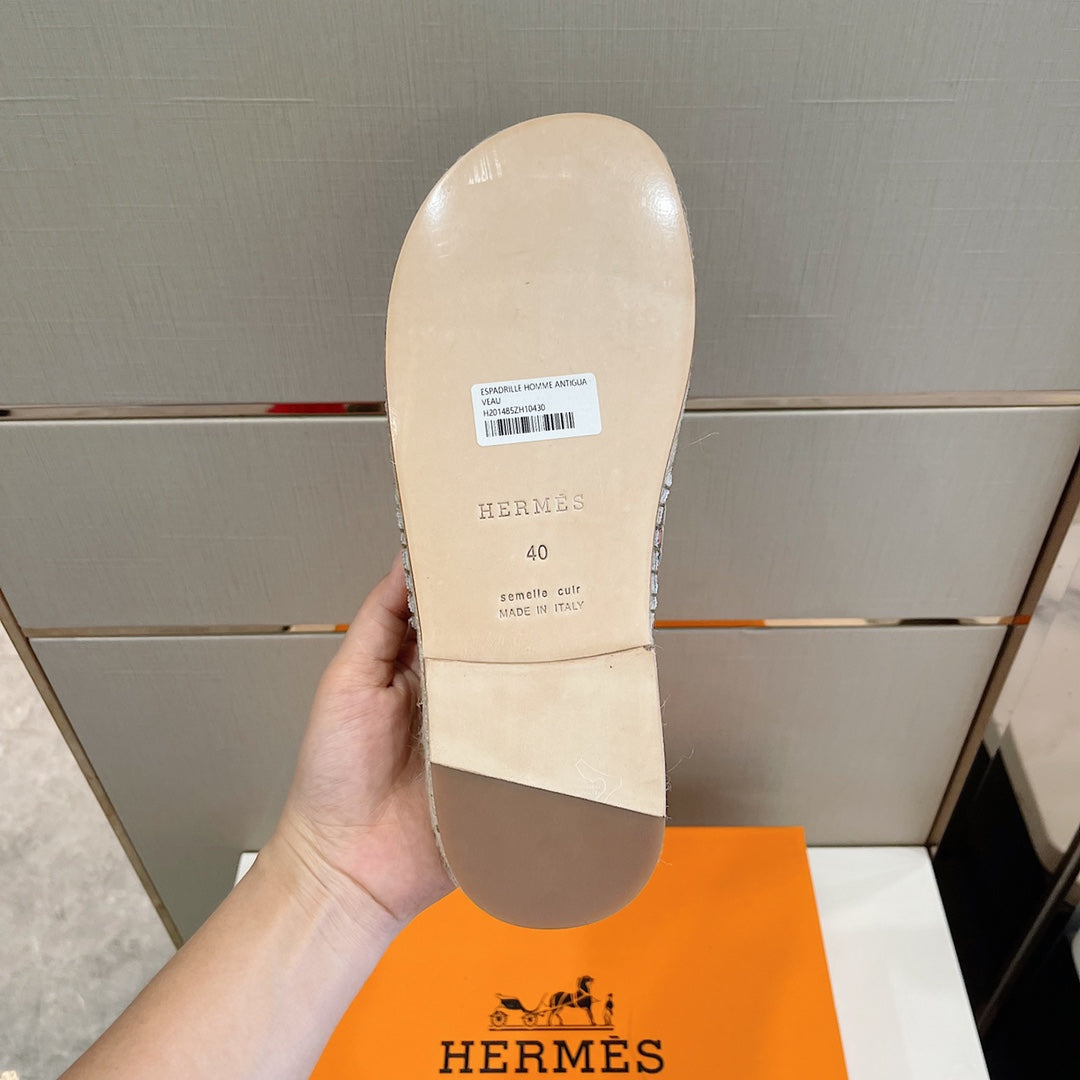 ESPADRILLE HOMME ANTIGUA
VEAU
H201485ZH10430
HERMÈS
40
semelle cuir
MADE IN ITALY
HERMÈS